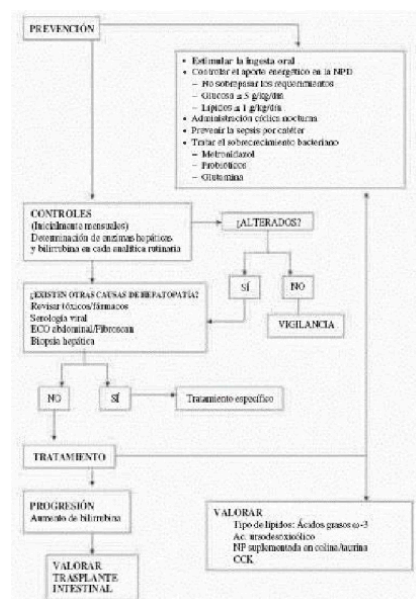 PREVENCIÓN
• Estimular la ingesta oral
• Controlar el aporte energético en la NPD
– No sobrepasar los requerimientos
– Glucosa ≤ 5 g/kg/día
– Lípidos ≤ 1 g/kg/día
• Administración cíclica nocturna
• Prevenir la sepsis por catéter
• Tratar el sobrecrecimiento bacteriano
– Metronidazol
– Probióticos
– Glutamina
CONTROLES
(Inicialmente mensuales)
Determinación de enzimas hepáticas
y bilirrubina en cada analítica rutinaria
¿ALTERADOS?
SÍ
NO
VIGILANCIA
¿EXISTEN OTRAS CAUSAS DE HEPATOPATÍA?
Revisar tóxicos/fármacos
Serología viral
ECO abdominal/Fibroscan
Biopsia hepática
NO
SÍ
Tratamiento específico
TRATAMIENTO
PROGRESIÓN
Aumento de bilirrubina
VALORAR
TRASPLANTE
INTESTINAL
VALORAR
Tipo de lípidos: Ácidos grasos ω-3
Ac. ursodesoxicólico
NP suplementada en colina/taurina
CCK